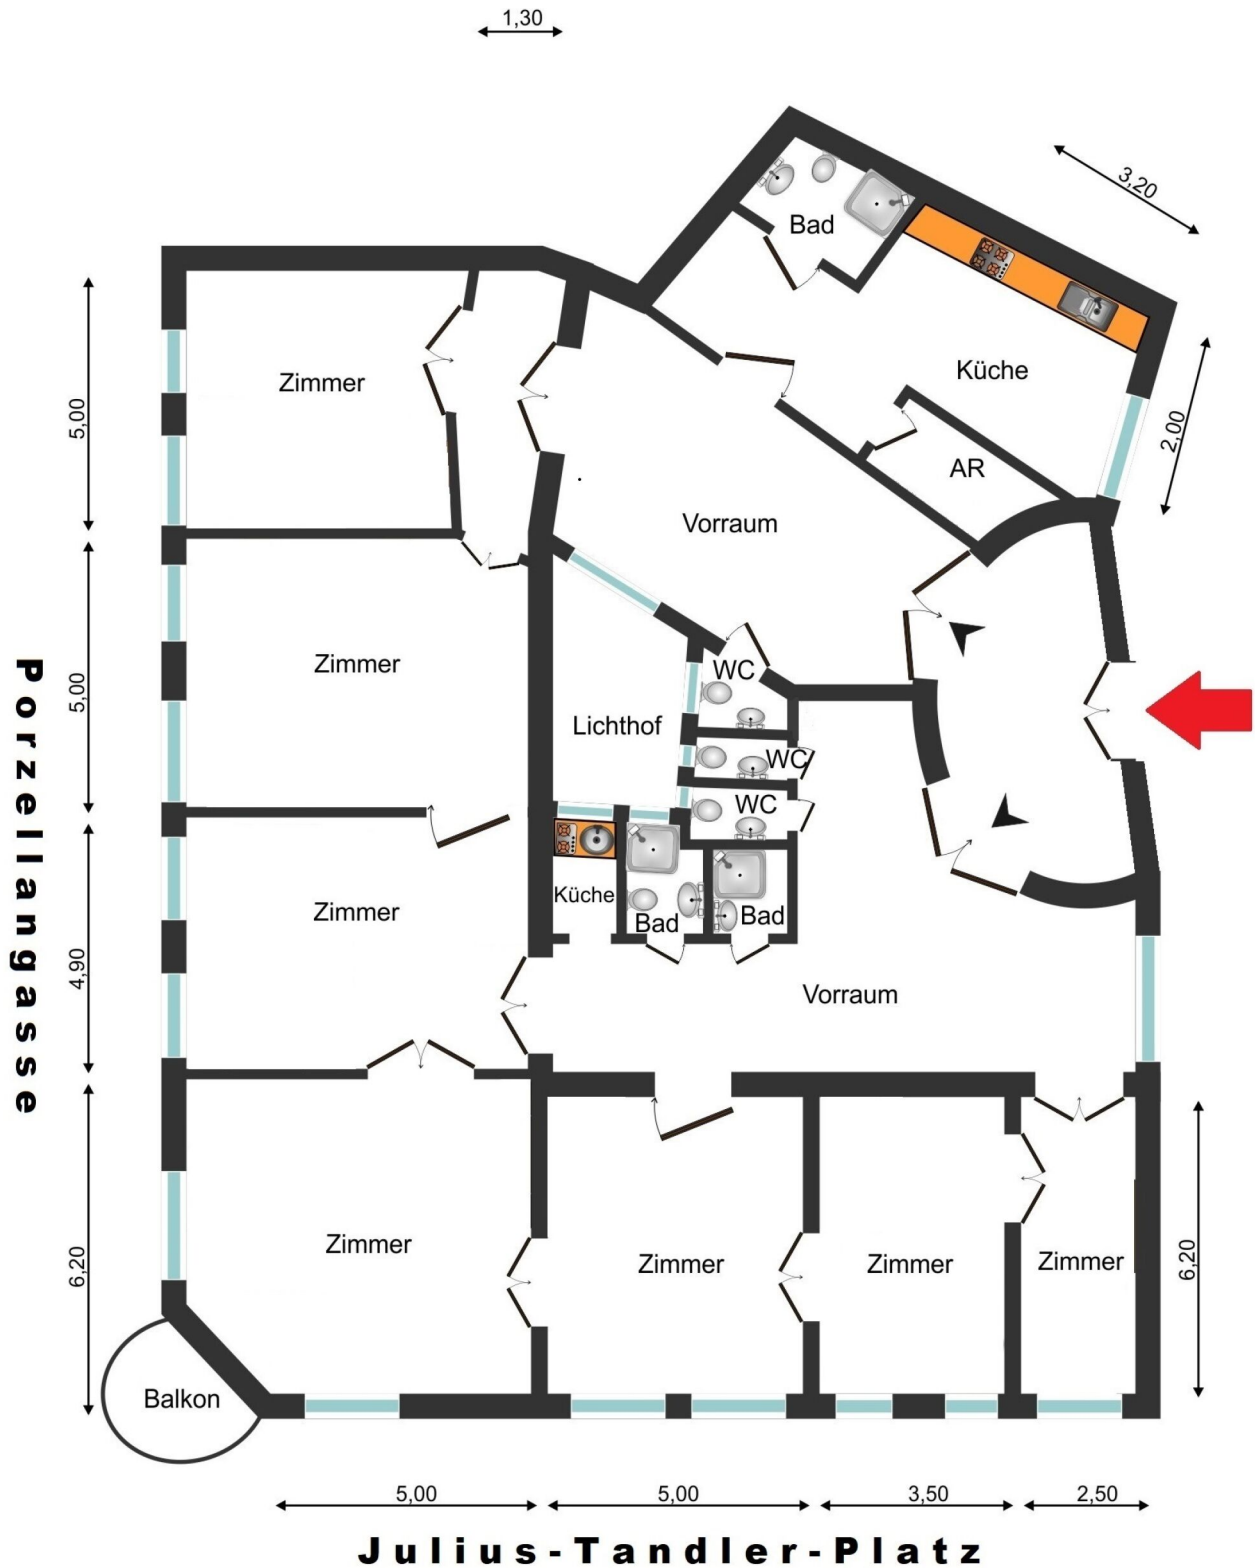 1,30
3,20
Bad
Zimmer
Küche
5,00
2,00
AR
Vorraum
Zimmer
WC
Porzellangasse
5,00
Lichthof
WC
WC
Küche
Zimmer
Bad
Bad
4,90
Vorraum
Zimmer
Zimmer
Zimmer
Zimmer
6,20
6,20
Balkon
5,00
5,00
3,50
2,50
Julius-Tandler-Platz